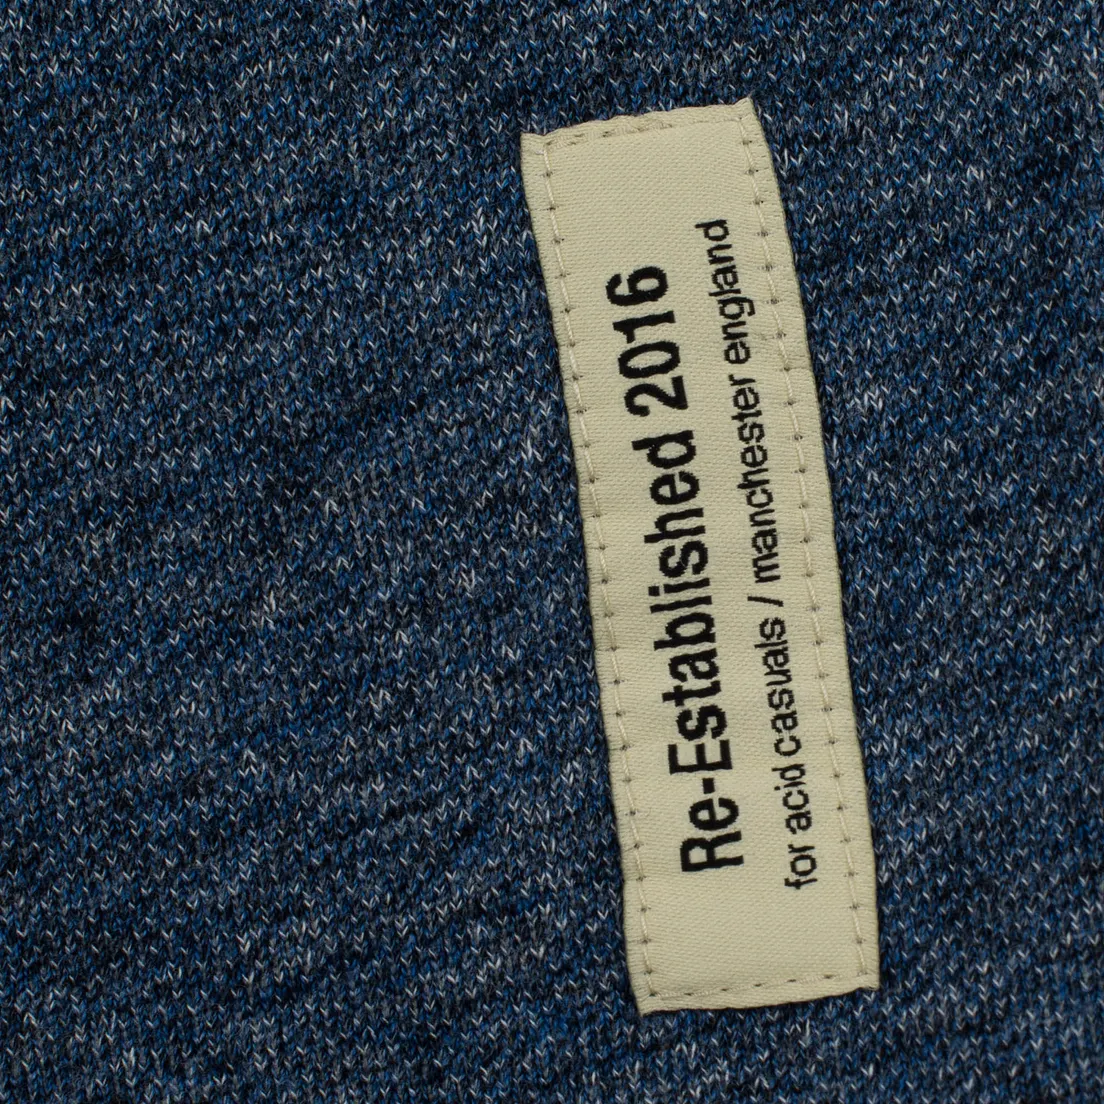 Re-Established 2016
for acid casuals / manchester england